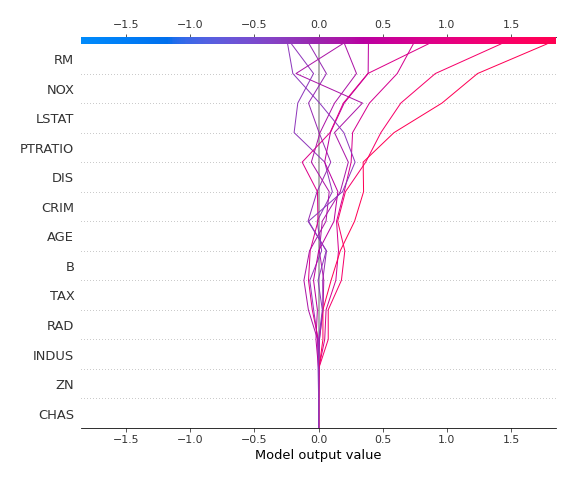 −1.5 −1.0 −0.5 0.0 0.5 1.0 1.5
RM
NOX
LSTAT
PTRATIO
DIS
CRIM
AGE
B
TAX
RAD
INDUS
ZN
CHAS
−1.5 −1.0 −0.5 0.0 0.5 1.0 1.5
Model output value